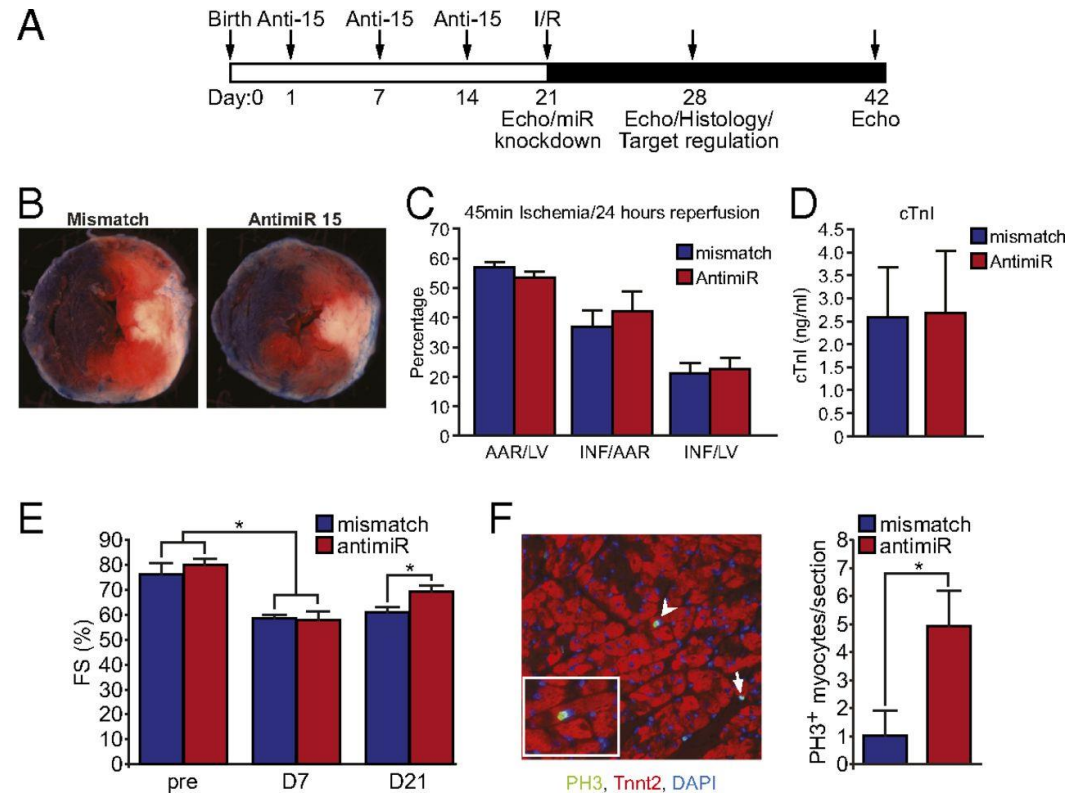 A
Birth Anti-15 Anti-15 Anti-15 I/R
Day:0 1 7 14 21 28 42
Echo/miR knockdown
Echo/Histology/
Target regulation
Echo
B
Mismatch AntimiR 15
C
45min Ischemia/24 hours reperfusion
mismatch
AntimiR
Percentage
70
60
50
40
30
20
10
0
AAR/LV INF/AAR INF/LV
D
cTnI
mismatch
AntimiR
cTnI (ng/ml)
4.5
4.0
3.5
3.0
2.5
2.0
1.5
1.0
0.5
0
E
mismatch
antimiR
FS (%)
90
80
70
60
50
40
30
20
10
0
*
*
pre D7 D21
F
PH3, Tnnt2, DAPI
mismatch
antimiR
PH3+ myocytes/section
8
7
6
5
4
3
2
1
0
*